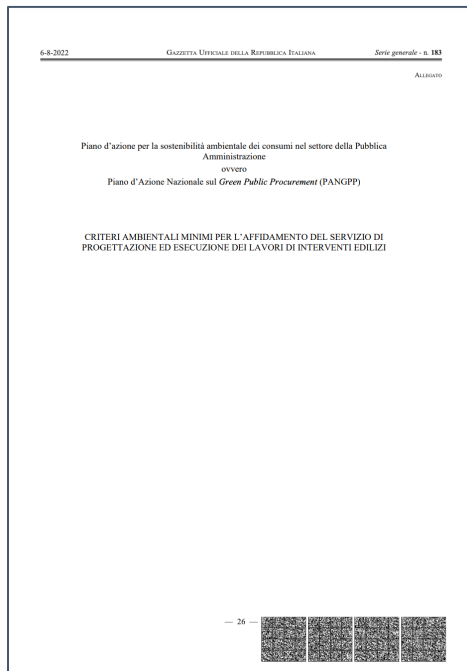 6-8-2022 GAZZETTA UFFICIALE DELLA REPUBBLICA ITALIANA Serie generale - n. 183
ALLEGATO
Piano d'azione per la sostenibilità ambientale dei consumi nel settore della Pubblica
Amministrazione
ovvero
Piano d'Azione Nazionale sul Green Public Procurement (PANGPP)
CRITERI AMBIENTALI MINIMI PER L'AFFIDAMENTO DEL SERVIZIO DI
PROGETTAZIONE ED ESECUZIONE DEI LAVORI DI INTERVENTI EDILIZI
— 26 —